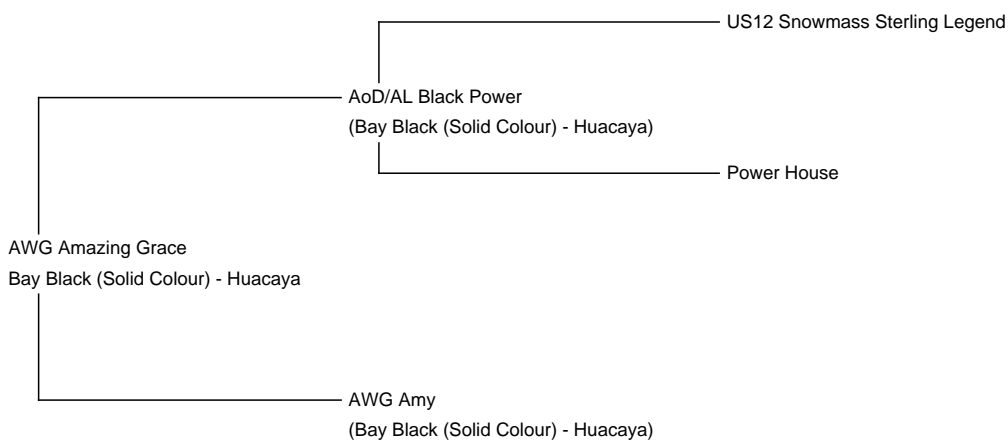 US12 Snowmass Sterling Legend
AoD/AL Black Power
(Bay Black (Solid Colour) - Huacaya)
Power House
AWG Amazing Grace
Bay Black (Solid Colour) - Huacaya
AWG Amy
(Bay Black (Solid Colour) - Huacaya)